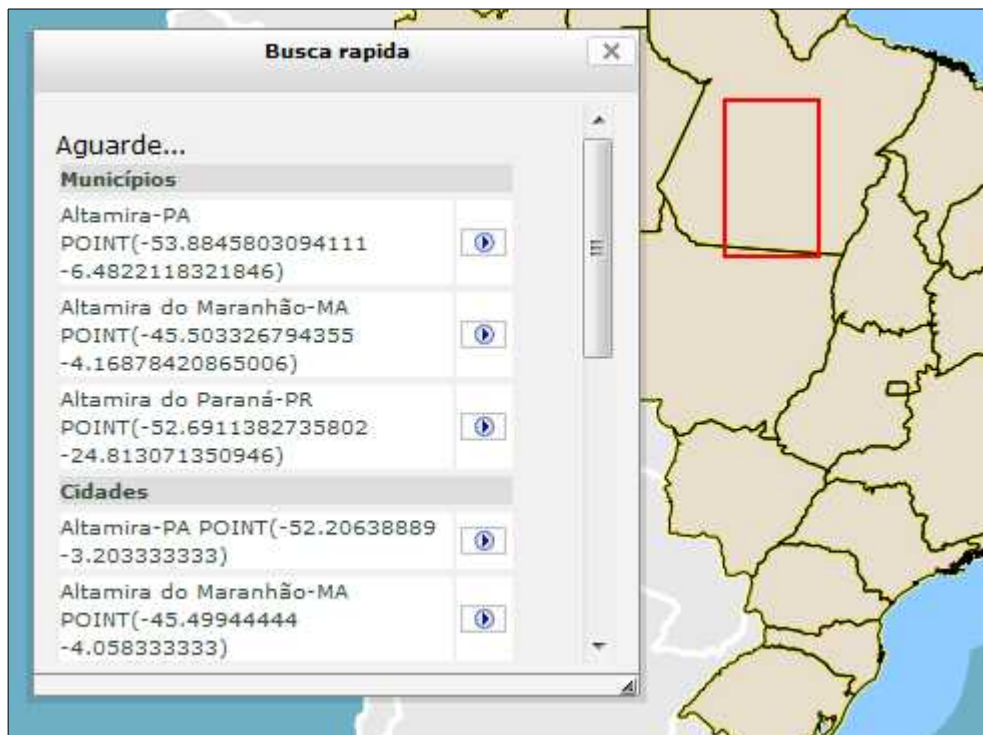 Busca rapida
Aguarde...
Municípios
Altamira-PA
POINT(-53.8845803094111
-6.4822118321846)
Altamira do Maranhão-MA
POINT(-45.503326794355
-4.16878420865006)
Altamira do Paraná-PR
POINT(-52.6911382735802
-24.813071350946)
Cidades
Altamira-PA POINT(-52.20638889
-3.203333333)
Altamira do Maranhão-MA
POINT(-45.49944444
-4.058333333)